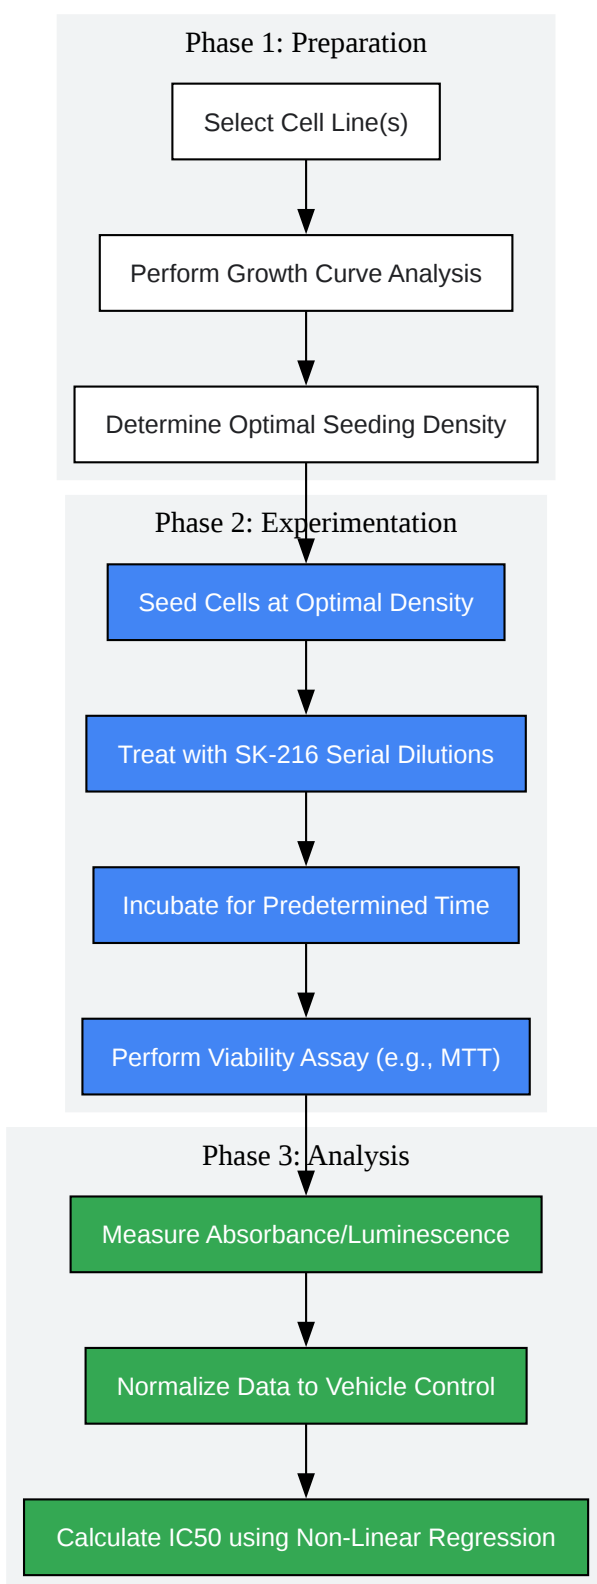 Phase 1: Preparation
Select Cell Line(s)
Perform Growth Curve Analysis
Determine Optimal Seeding Density
Phase 2: Experimentation
Seed Cells at Optimal Density
Treat with SK-216 Serial Dilutions
Incubate for Predetermined Time
Perform Viability Assay (e.g., MTT)
Phase 3: Analysis
Measure Absorbance/Luminescence
Normalize Data to Vehicle Control
Calculate IC50 using Non-Linear Regression